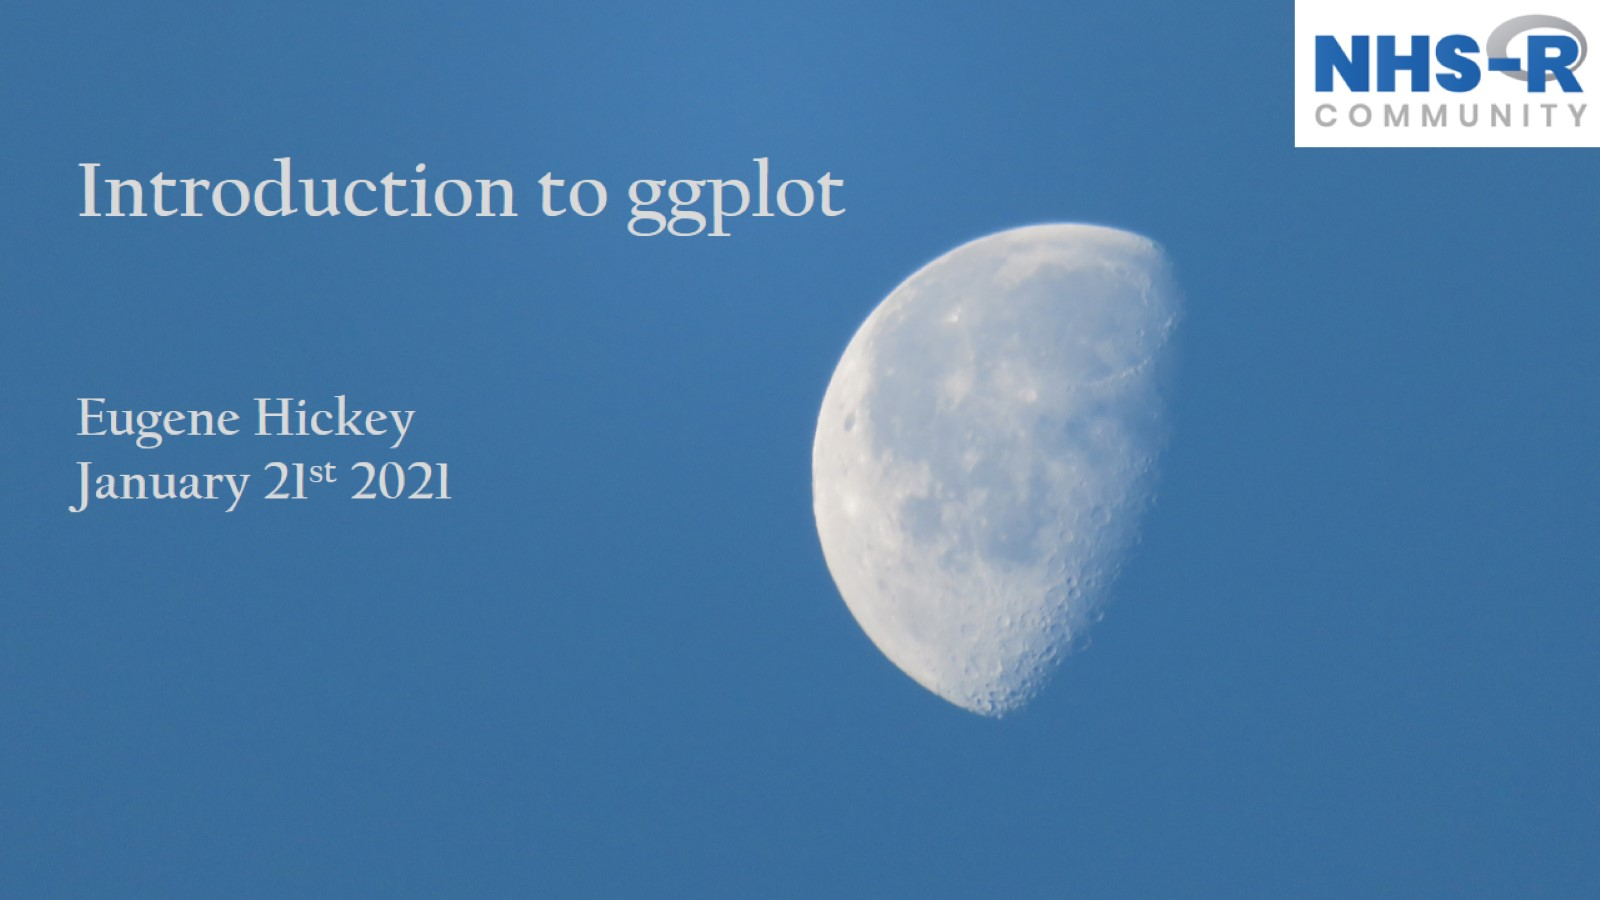 NHS-R
COMMUNITY
Introduction to ggplot
Eugene Hickey
January 21st 2021